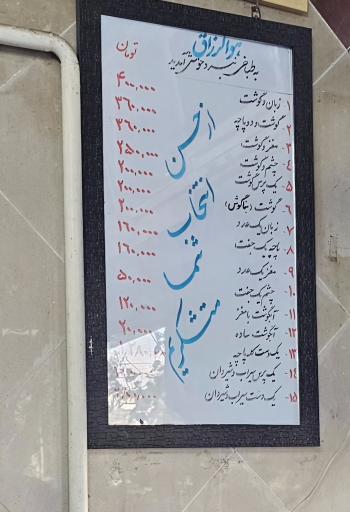 هوالرزاق
به طباخی ... خوش آمدید
تومان
۱- زبان و گوشت ۴۰۰,۰۰۰
۲- گوشت و دو پاچه ۳۶۰,۰۰۰
۳- مغز و گوشت ۳۶۰,۰۰۰
۴- چشم و گوشت ۲۵۰,۰۰۰
۵- یک پرس گوشت ۲۰۰,۰۰۰
۶- گوشت (بناگوش) ۲۰۰,۰۰۰
۷- زبان یک عدد ۲۰۰,۰۰۰
۸- پاچه یک جفت ۱۶۰,۰۰۰
۹- مغز یک عدد ۱۶۰,۰۰۰
۱۰- چشم یک جفت ۵۰,۰۰۰
۱۱- آبگوشت با مغز ۱۲۰,۰۰۰
۱۲- آبگوشت ساده ۲۰,۰۰۰
۱۳- یک دست کله پاچه
۱۴- یک پرس سیراب و شیردان
۱۵- یک دست سیراب و شیردان
از حسن
انتخاب
شما
متشکریم